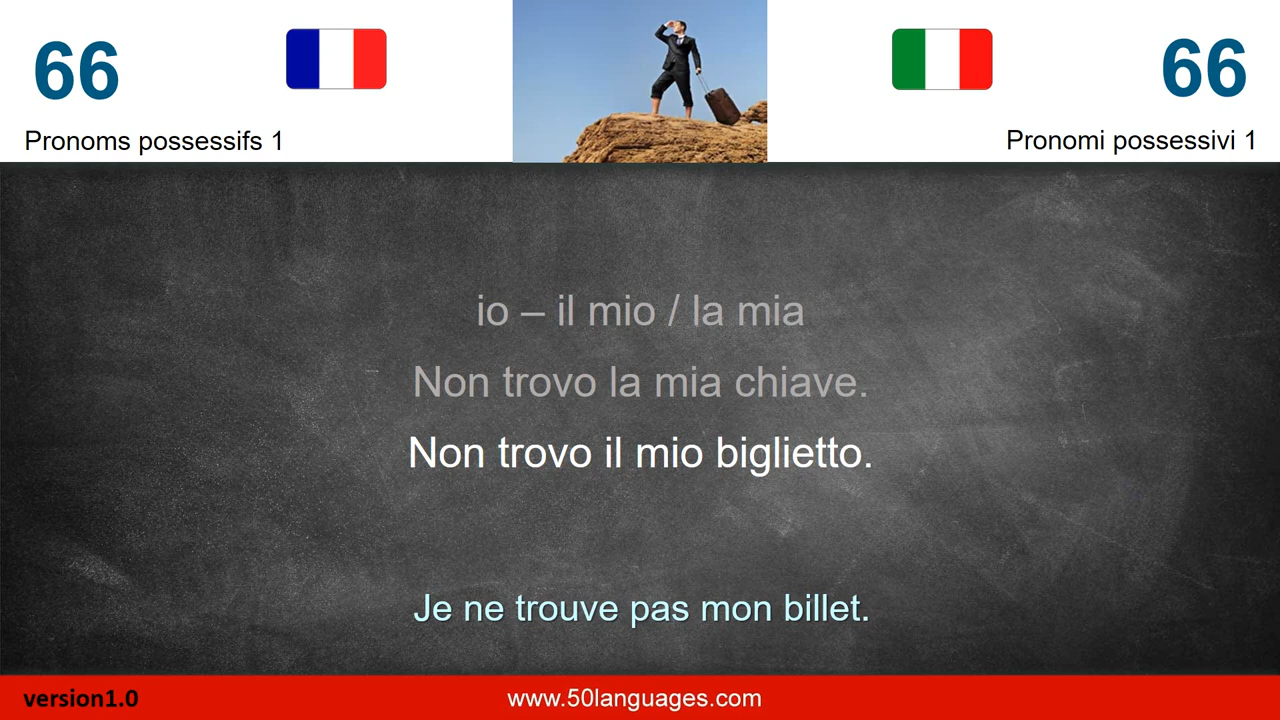 66
66
Pronoms possessifs 1
Pronomi possessivi 1
io – il mio / la mia
Non trovo la mia chiave.
Non trovo il mio biglietto.
Je ne trouve pas mon billet.
version1.0
www.50languages.com